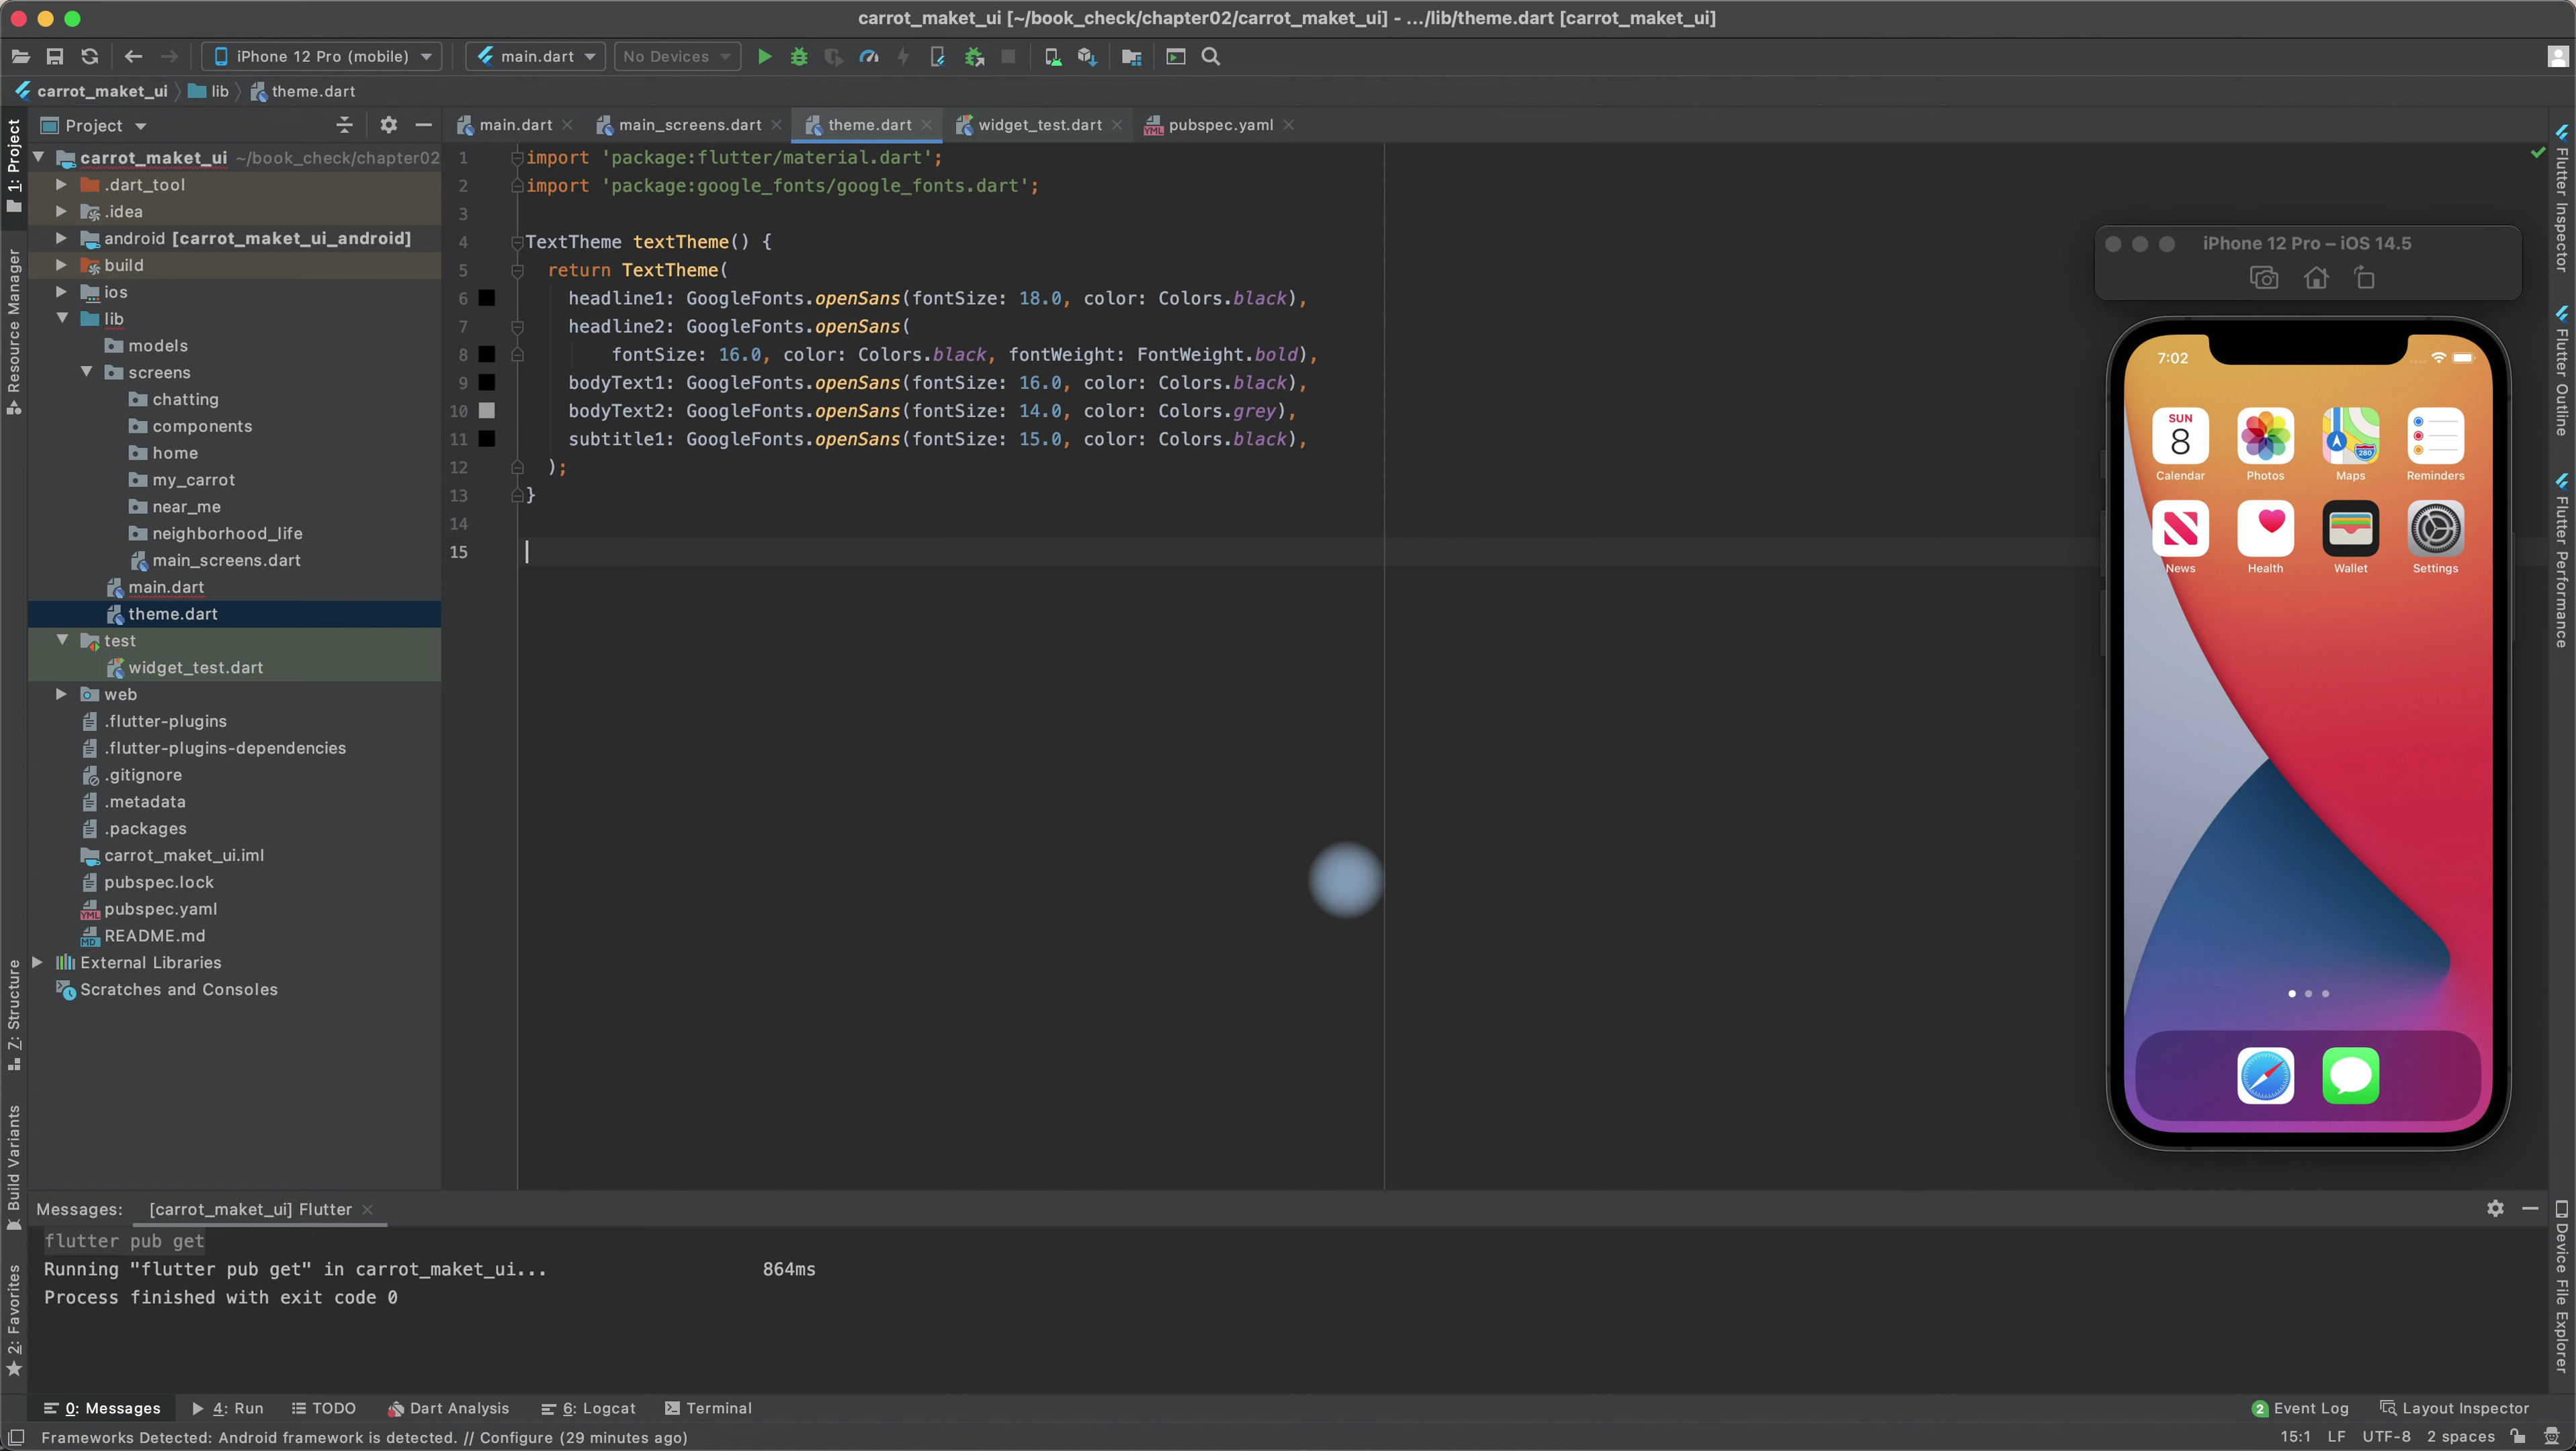 carrot_maket_ui [~/book_check/chapter02/carrot_maket_ui] - .../lib/theme.dart [carrot_maket_ui]
iPhone 12 Pro (mobile)
main.dart
No Devices
carrot_maket_ui
lib
theme.dart
1: Project
Resource Manager
Z: Structure
Build Variants
2: Favorites
Project
carrot_maket_ui ~/book_check/chapter02
.dart_tool
.idea
android [carrot_maket_ui_android]
build
ios
lib
models
screens
chatting
components
home
my_carrot
near_me
neighborhood_life
main_screens.dart
main.dart
theme.dart
test
widget_test.dart
web
.flutter-plugins
.flutter-plugins-dependencies
.gitignore
.metadata
.packages
carrot_maket_ui.iml
pubspec.lock
YML
pubspec.yaml
MD
README.md
External Libraries
Scratches and Consoles
main.dart
main_screens.dart
theme.dart
widget_test.dart
YML
pubspec.yaml
1 import 'package:flutter/material.dart';
2 import 'package:google_fonts/google_fonts.dart';
3
4 TextTheme textTheme() {
5 return TextTheme(
6 headline1: GoogleFonts.openSans(fontSize: 18.0, color: Colors.black),
7 headline2: GoogleFonts.openSans(
8 fontSize: 16.0, color: Colors.black, fontWeight: FontWeight.bold),
9 bodyText1: GoogleFonts.openSans(fontSize: 16.0, color: Colors.black),
10 bodyText2: GoogleFonts.openSans(fontSize: 14.0, color: Colors.grey),
11 subtitle1: GoogleFonts.openSans(fontSize: 15.0, color: Colors.black),
12 );
13 }
14
15
iPhone 12 Pro – iOS 14.5
7:02
SUN
8
280
Calendar
Photos
Maps
Reminders
News
Health
Wallet
Settings
Flutter Inspector
Flutter Outline
Flutter Performance
Device File Explorer
Messages: [carrot_maket_ui] Flutter
flutter pub get
Running "flutter pub get" in carrot_maket_ui... 864ms
Process finished with exit code 0
0: Messages
4: Run
TODO
Dart Analysis
6: Logcat
Terminal
2 Event Log
Layout Inspector
Frameworks Detected: Android framework is detected. // Configure (29 minutes ago)
15:1 LF UTF-8 2 spaces